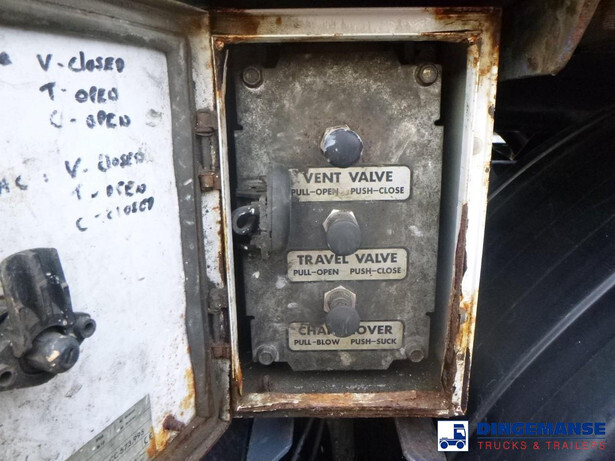 V - CLOSED
T - OPEN
C - OPEN
AC : V - CLOSED
T - OPEN
C - CLOSED
VENT VALVE
PULL-OPEN PUSH-CLOSE
TRAVEL VALVE
PULL-OPEN PUSH-CLOSE
PULL-BLOW PUSH-SUCK
DINGEMANSE
TRUCKS & TRAILERS